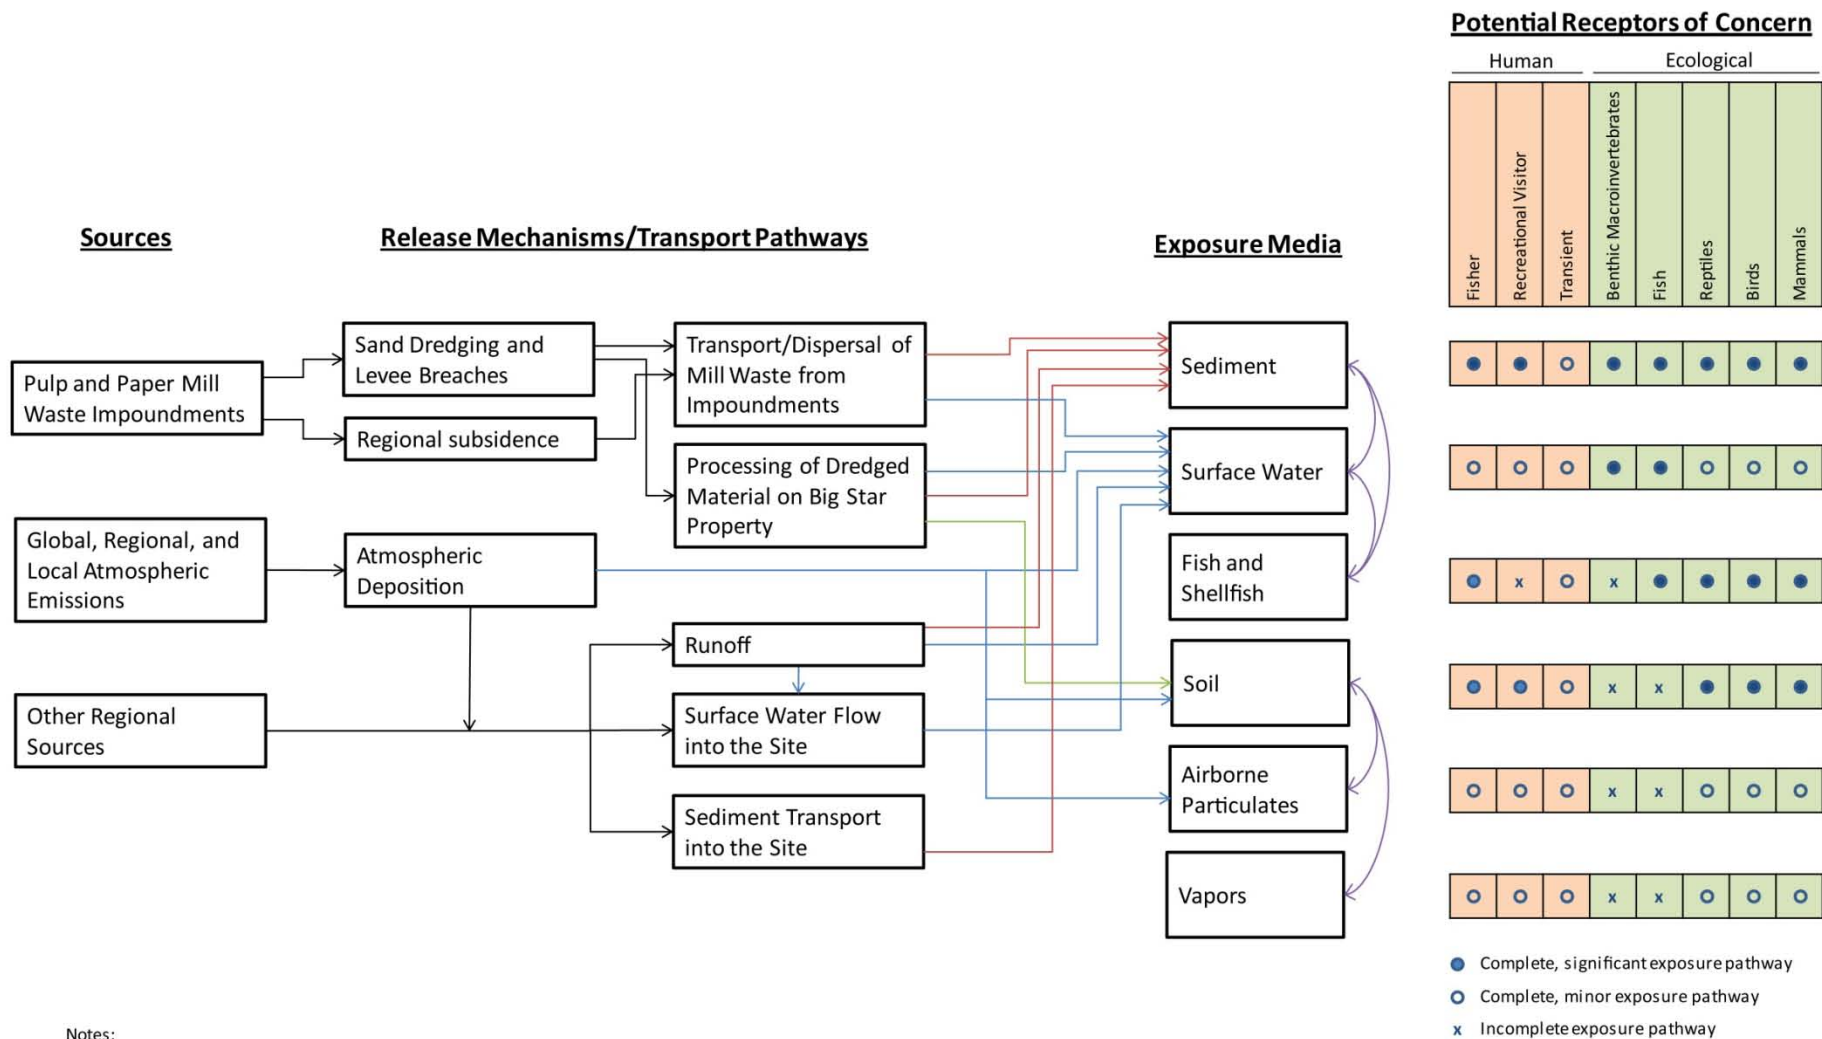 Potential Receptors of Concern
Human
Ecological
Fisher
Recreational Visitor
Transient
Benthic Macroinvertebrates
Fish
Reptiles
Birds
Mammals
Sources
Release Mechanisms/Transport Pathways
Exposure Media
Pulp and Paper Mill
Waste Impoundments
Sand Dredging and
Levee Breaches
Regional subsidence
Transport/Dispersal of
Mill Waste from
Impoundments
Processing of Dredged
Material on Big Star
Property
Global, Regional, and
Local Atmospheric
Emissions
Atmospheric
Deposition
Other Regional
Sources
Runoff
Surface Water Flow
into the Site
Sediment Transport
into the Site
Sediment
Surface Water
Fish and
Shellfish
x
x
Soil
x
x
Airborne
Particulates
x
x
Vapors
x
x
Complete, significant exposure pathway
Complete, minor exposure pathway
x Incomplete exposure pathway
Notes: